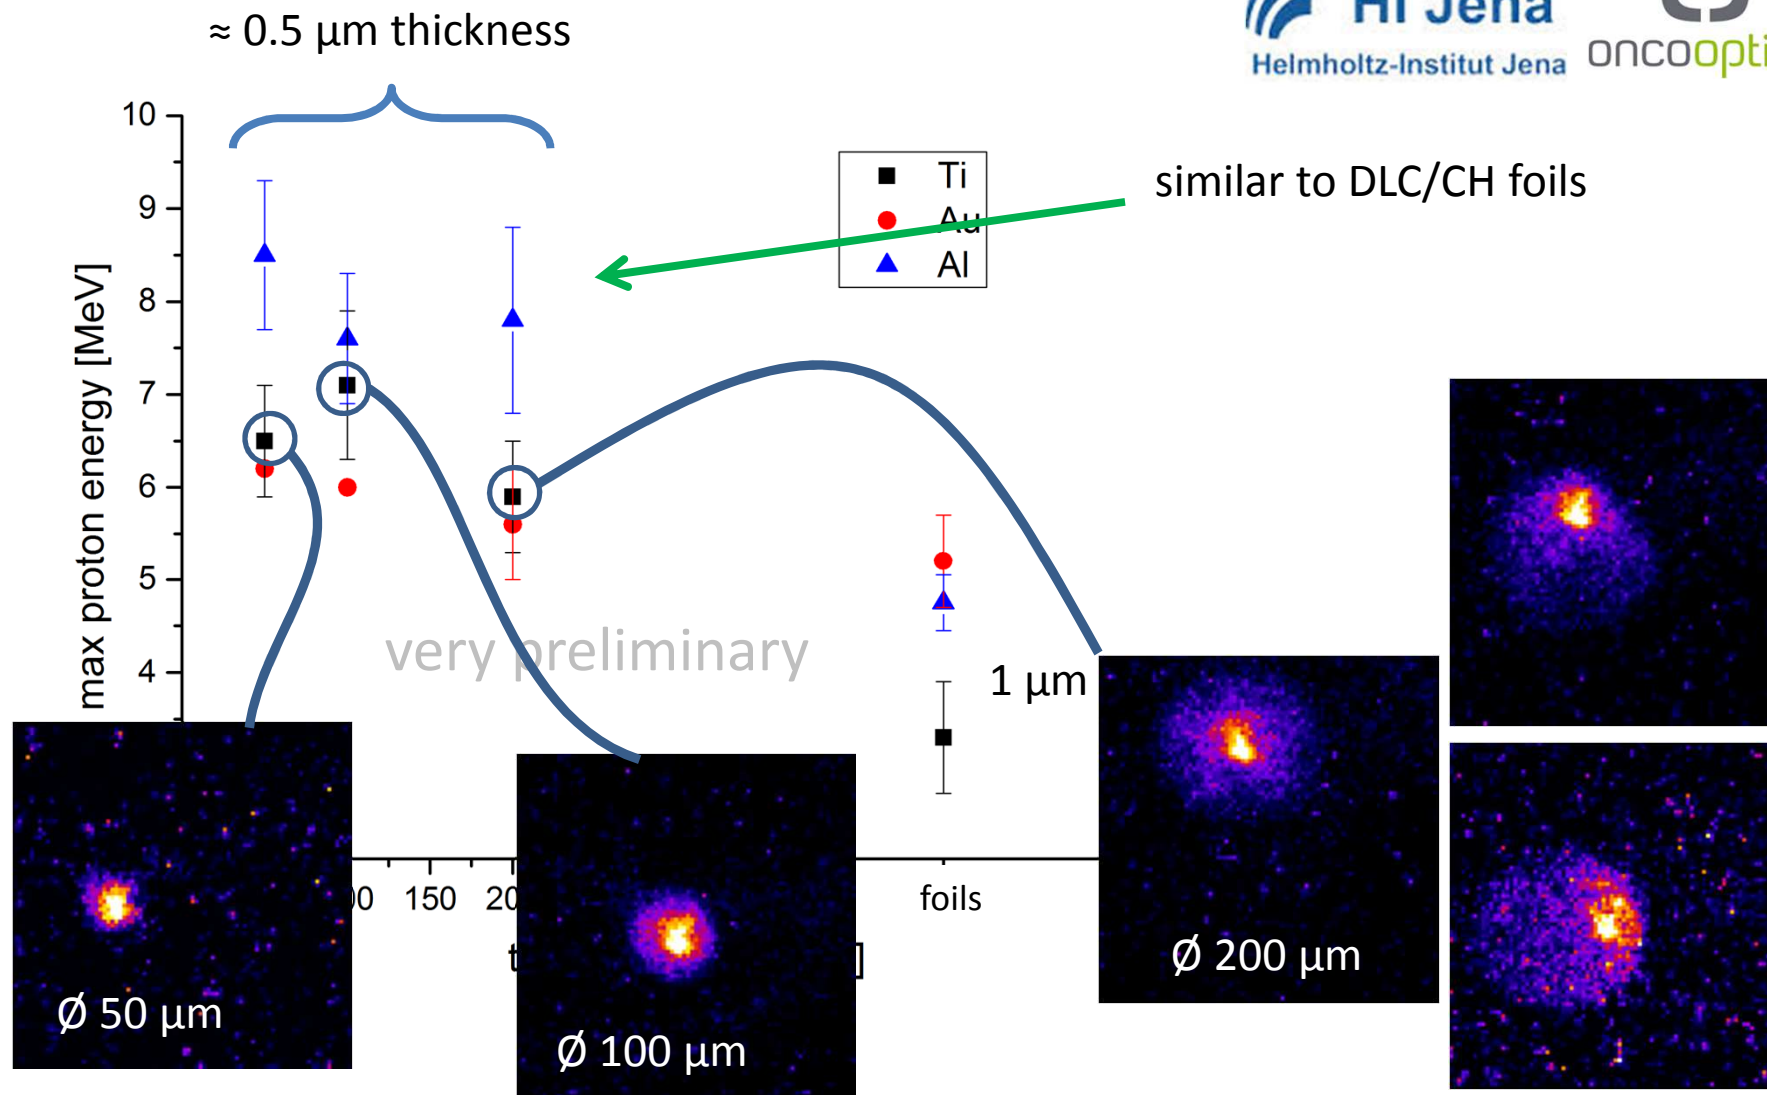 ≈ 0.5 µm thickness
HI Jena
Helmholtz-Institut Jena
oncoopti
10
9
8
7
6
5
4
max proton energy [MeV]
Ti
Au
Al
similar to DLC/CH foils
very preliminary
1 µm
150
foils
Ø 50 µm
Ø 100 µm
Ø 200 µm